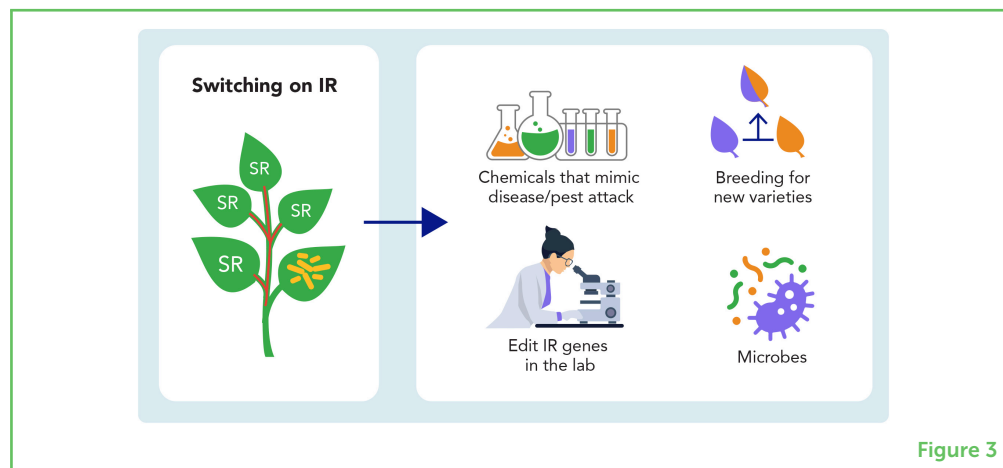 Switching on IR
SR
SR
SR
SR
Chemicals that mimic
disease/pest attack
Breeding for
new varieties
Edit IR genes
in the lab
Microbes
Figure 3